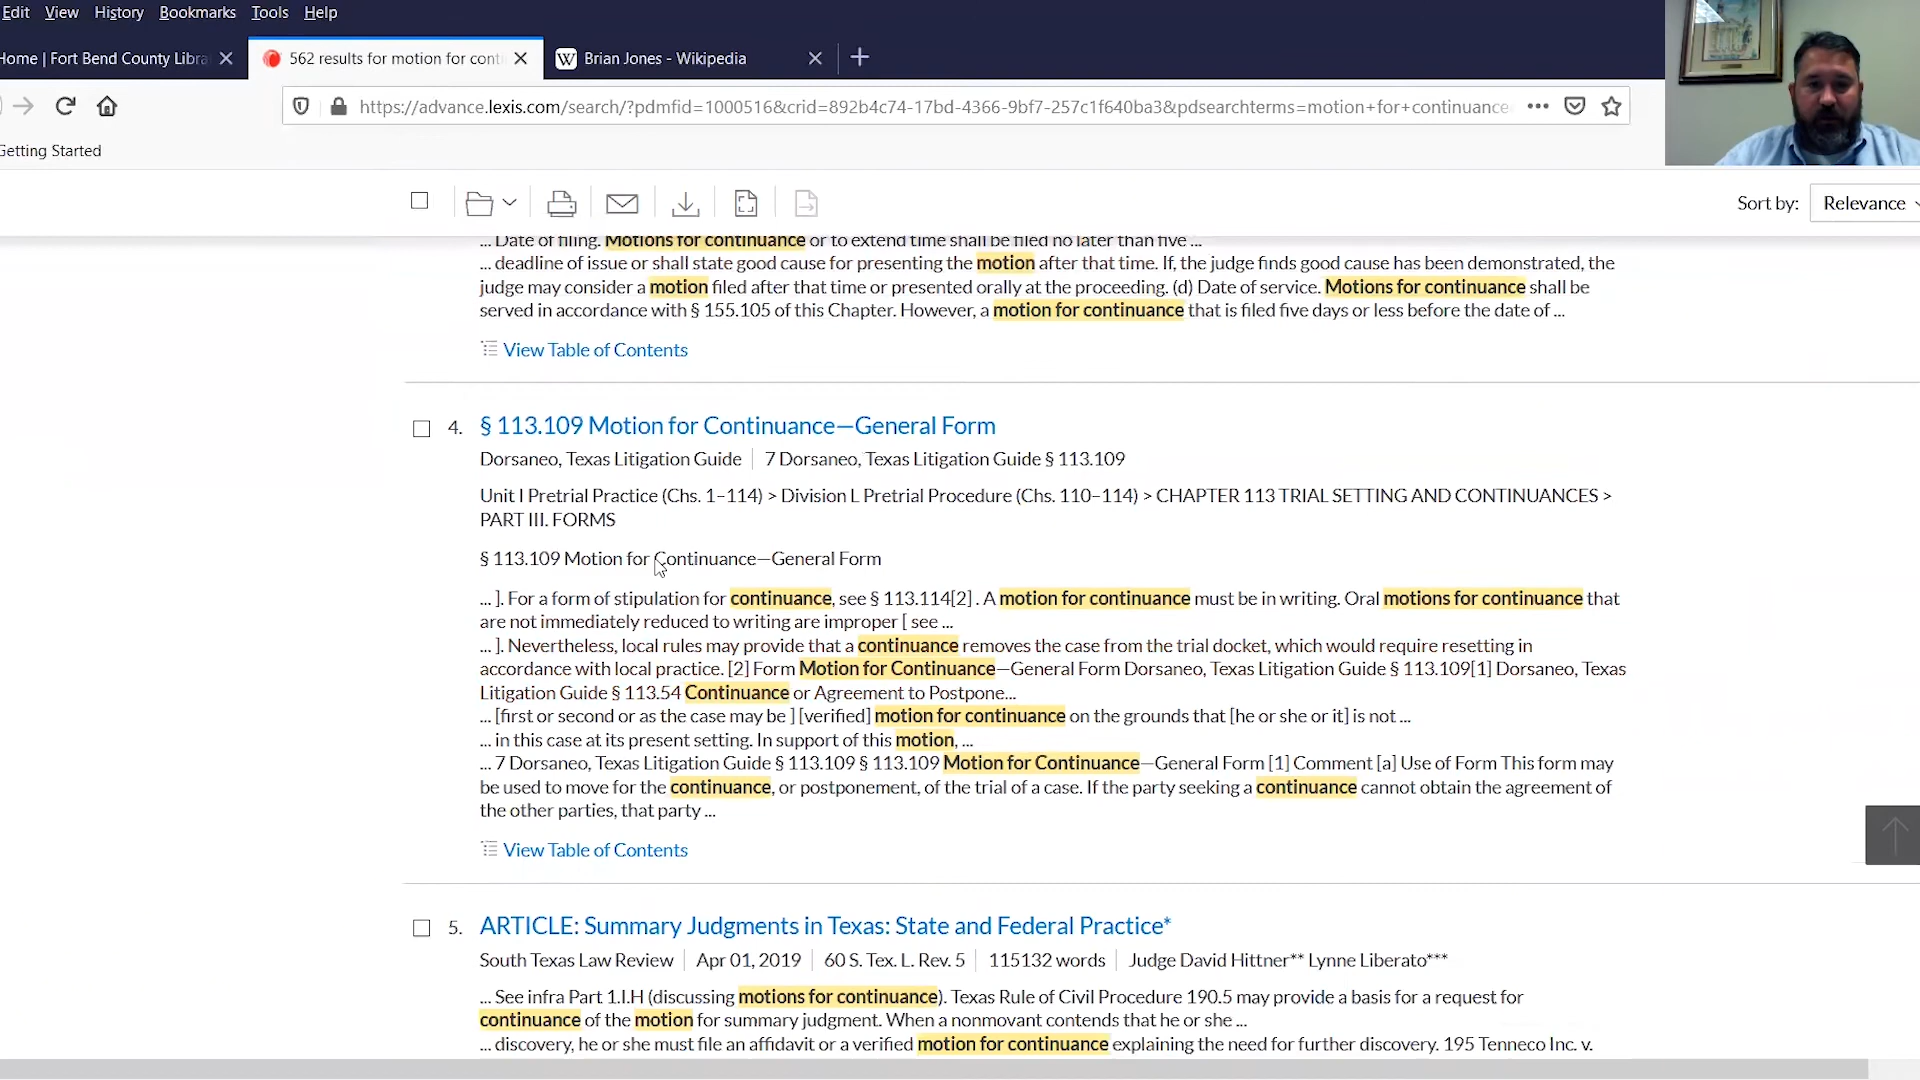 Edit View History Bookmarks Tools Help
Home | Fort Bend County Libra
562 results for motion for conti
W Brian Jones - Wikipedia
https://advance.lexis.com/search/?pdmfid=1000516&crid=892b4c74-17bd-4366-9bf7-257c1f640ba3&pdsearchterms=motion+for+continuance
Getting Started
Sort by: Relevance
... Date of filing. Motions for continuance or to extend time shall be filed no later than five ...
... deadline of issue or shall state good cause for presenting the motion after that time. If, the judge finds good cause has been demonstrated, the
judge may consider a motion filed after that time or presented orally at the proceeding. (d) Date of service. Motions for continuance shall be
served in accordance with § 155.105 of this Chapter. However, a motion for continuance that is filed five days or less before the date of ...
View Table of Contents
4. § 113.109 Motion for Continuance—General Form
Dorsaneo, Texas Litigation Guide | 7 Dorsaneo, Texas Litigation Guide § 113.109
Unit I Pretrial Practice (Chs. 1–114) > Division L Pretrial Procedure (Chs. 110–114) > CHAPTER 113 TRIAL SETTING AND CONTINUANCES >
PART III. FORMS
§ 113.109 Motion for Continuance—General Form
... ]. For a form of stipulation for continuance, see § 113.114[2] . A motion for continuance must be in writing. Oral motions for continuance that
are not immediately reduced to writing are improper [ see ...
... ]. Nevertheless, local rules may provide that a continuance removes the case from the trial docket, which would require resetting in
accordance with local practice. [2] Form Motion for Continuance—General Form Dorsaneo, Texas Litigation Guide § 113.109[1] Dorsaneo, Texas
Litigation Guide § 113.54 Continuance or Agreement to Postpone...
... [first or second or as the case may be ] [verified] motion for continuance on the grounds that [he or she or it] is not ...
... in this case at its present setting. In support of this motion, ...
... 7 Dorsaneo, Texas Litigation Guide § 113.109 § 113.109 Motion for Continuance—General Form [1] Comment [a] Use of Form This form may
be used to move for the continuance, or postponement, of the trial of a case. If the party seeking a continuance cannot obtain the agreement of
the other parties, that party ...
View Table of Contents
5. ARTICLE: Summary Judgments in Texas: State and Federal Practice*
South Texas Law Review | Apr 01, 2019 | 60 S. Tex. L. Rev. 5 | 115132 words | Judge David Hittner** Lynne Liberato***
... See infra Part 1.I.H (discussing motions for continuance). Texas Rule of Civil Procedure 190.5 may provide a basis for a request for
continuance of the motion for summary judgment. When a nonmovant contends that he or she ...
... discovery, he or she must file an affidavit or a verified motion for continuance explaining the need for further discovery. 195 Tenneco Inc. v.